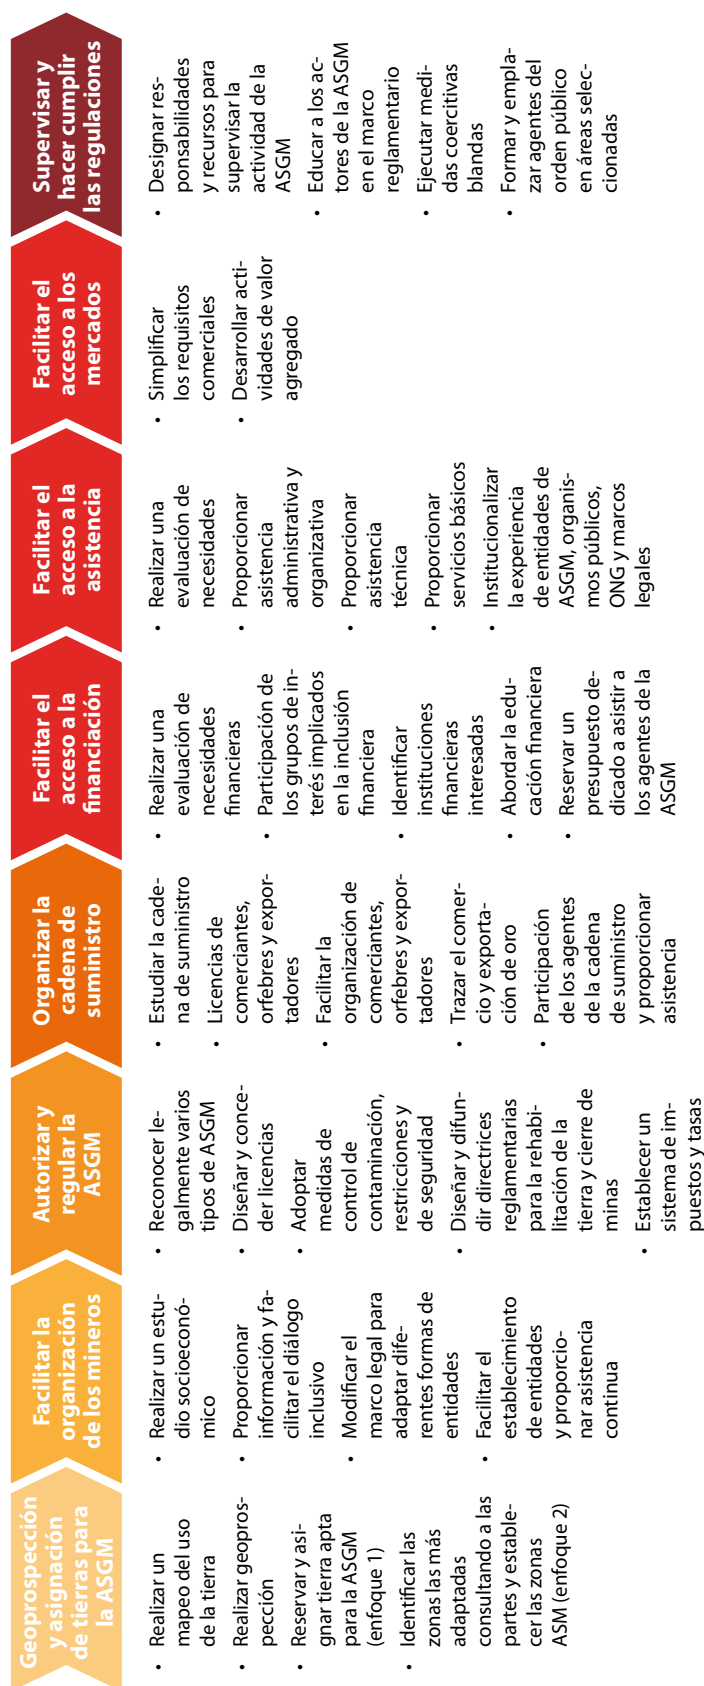 Geoprospección
y asignación
de tierras para
la ASGM
• Realizar un
mapeo del uso
de la tierra
• Realizar geopros-
pección
• Reservar y asi-
gnar tierra apta
para la ASGM
(enfoque 1)
• Identificar las
zonas las más
adaptadas
consultando a las
partes y estable-
cer las zonas
ASM (enfoque 2)
Facilitar la
organización
de los mineros
• Realizar un estu-
dio socioeconó-
mico
• Proporcionar
información y fa-
cilitar el diálogo
inclusivo
• Modificar el
marco legal para
adaptar dife-
rentes formas de
entidades
• Facilitar el
establecimiento
de entidades
y proporcio-
nar asistencia
continua
Autorizar y
regular la
ASGM
• Reconocer le-
galmente varios
tipos de ASGM
• Diseñar y conce-
der licencias
• Adoptar
medidas de
control de
contaminación,
restricciones y
de seguridad
• Diseñar y difun-
dir directrices
reglamentarias
para la rehabi-
litación de la
tierra y cierre de
minas
• Establecer un
sistema de im-
puestos y tasas
Organizar la
cadena de
suministro
• Estudiar la cade-
na de suministro
• Licencias de
comerciantes,
orfebres y expor-
tadores
• Facilitar la
organización de
comerciantes,
orfebres y expor-
tadores
• Trazar el comer-
cio y exporta-
ción de oro
• Participación
de los agentes
de la cadena
de suministro
y proporcionar
asistencia
Facilitar el
acceso a la
financiación
• Realizar una
evaluación de
necesidades
financieras
• Participación de
los grupos de in-
terés implicados
en la inclusión
financiera
• Identificar
instituciones
financieras
interesadas
• Abordar la edu-
cación financiera
• Reservar un
presupuesto de-
dicado a asistir a
los agentes de la
ASGM
Facilitar el
acceso a la
asistencia
• Realizar una
evaluación de
necesidades
• Proporcionar
asistencia
administrativa y
organizativa
• Proporcionar
asistencia
técnica
• Proporcionar
servicios básicos
• Institucionalizar
la experiencia
de entidades de
ASGM, organis-
mos públicos,
ONG y marcos
legales
Facilitar el
acceso a los
mercados
• Simplificar
los requisitos
comerciales
• Desarrollar acti-
vidades de valor
agregado
Supervisar y
hacer cumplir
las regulaciones
• Designar res-
ponsabilidades
y recursos para
supervisar la
actividad de la
ASGM
• Educar a los ac-
tores de la ASGM
en el marco
reglamentario
• Ejecutar medi-
das coercitivas
blandas
• Formar y empla-
zar agentes del
orden público
en áreas selec-
cionadas